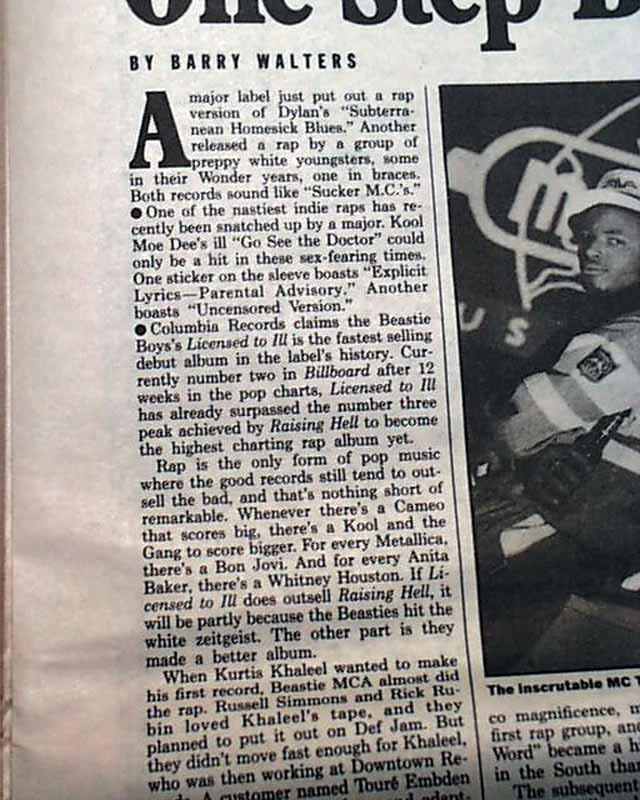 One Step
BY BARRY WALTERS
A major label just put out a rap
version of Dylan's “Subterra-
nean Homesick Blues.” Another
released a rap by a group of
preppy white youngsters, some
in their Wonder years, one in braces.
Both records sound like “Sucker M.C.'s.”
● One of the nastiest indie raps has re-
cently been snatched up by a major. Kool
Moe Dee's ill “Go See the Doctor” could
only be a hit in these sex-fearing times.
One sticker on the sleeve boasts “Explicit
Lyrics—Parental Advisory.” Another
boasts “Uncensored Version.”
● Columbia Records claims the Beastie
Boys's Licensed to Ill is the fastest selling
debut album in the label's history. Cur-
rently number two in Billboard after 12
weeks in the pop charts, Licensed to Ill
has already surpassed the number three
peak achieved by Raising Hell to become
the highest charting rap album yet.
Rap is the only form of pop music
where the good records still tend to out-
sell the bad, and that's nothing short of
remarkable. Whenever there's a Cameo
that scores big, there's a Kool and the
Gang to score bigger. For every Metallica,
there's a Bon Jovi. And for every Anita
Baker, there's a Whitney Houston. If Li-
censed to Ill does outsell Raising Hell, it
will be partly because the Beasties hit the
white zeitgeist. The other part is they
made a better album.
When Kurtis Khaleel wanted to make
his first record, Beastie MCA almost did
the rap. Russell Simmons and Rick Ru-
bin loved Khaleel's tape, and they
planned to put it out on Def Jam. But
they didn't move fast enough for Khaleel,
who was then working at Downtown Re-
A customer named Touré Embden
and adapt-
US
The inscrutable MC
co magnificence,
first rap group, and
Word” became a
in the South than
The subsequen